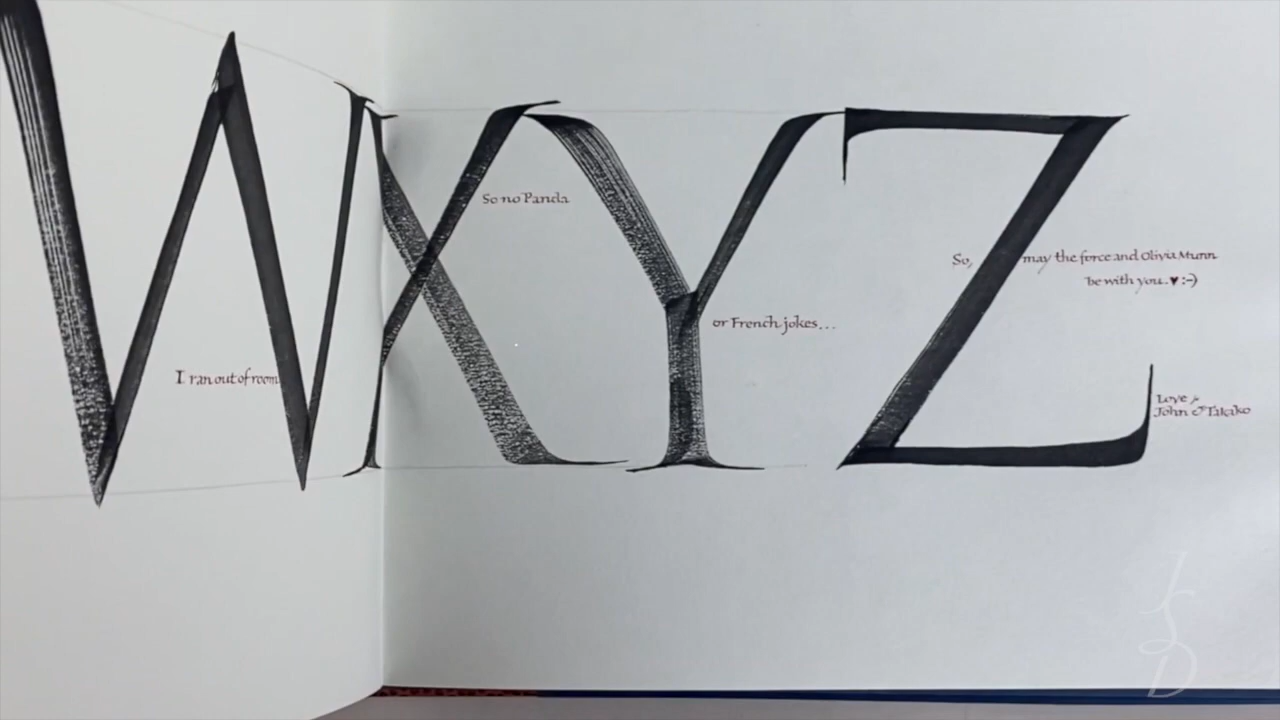 WXYZ
I ran out of room
So no Panda
or French jokes...
So, may the force and Olivia Munn
be with you.♥:-)
Love,
John & Takako
JSD